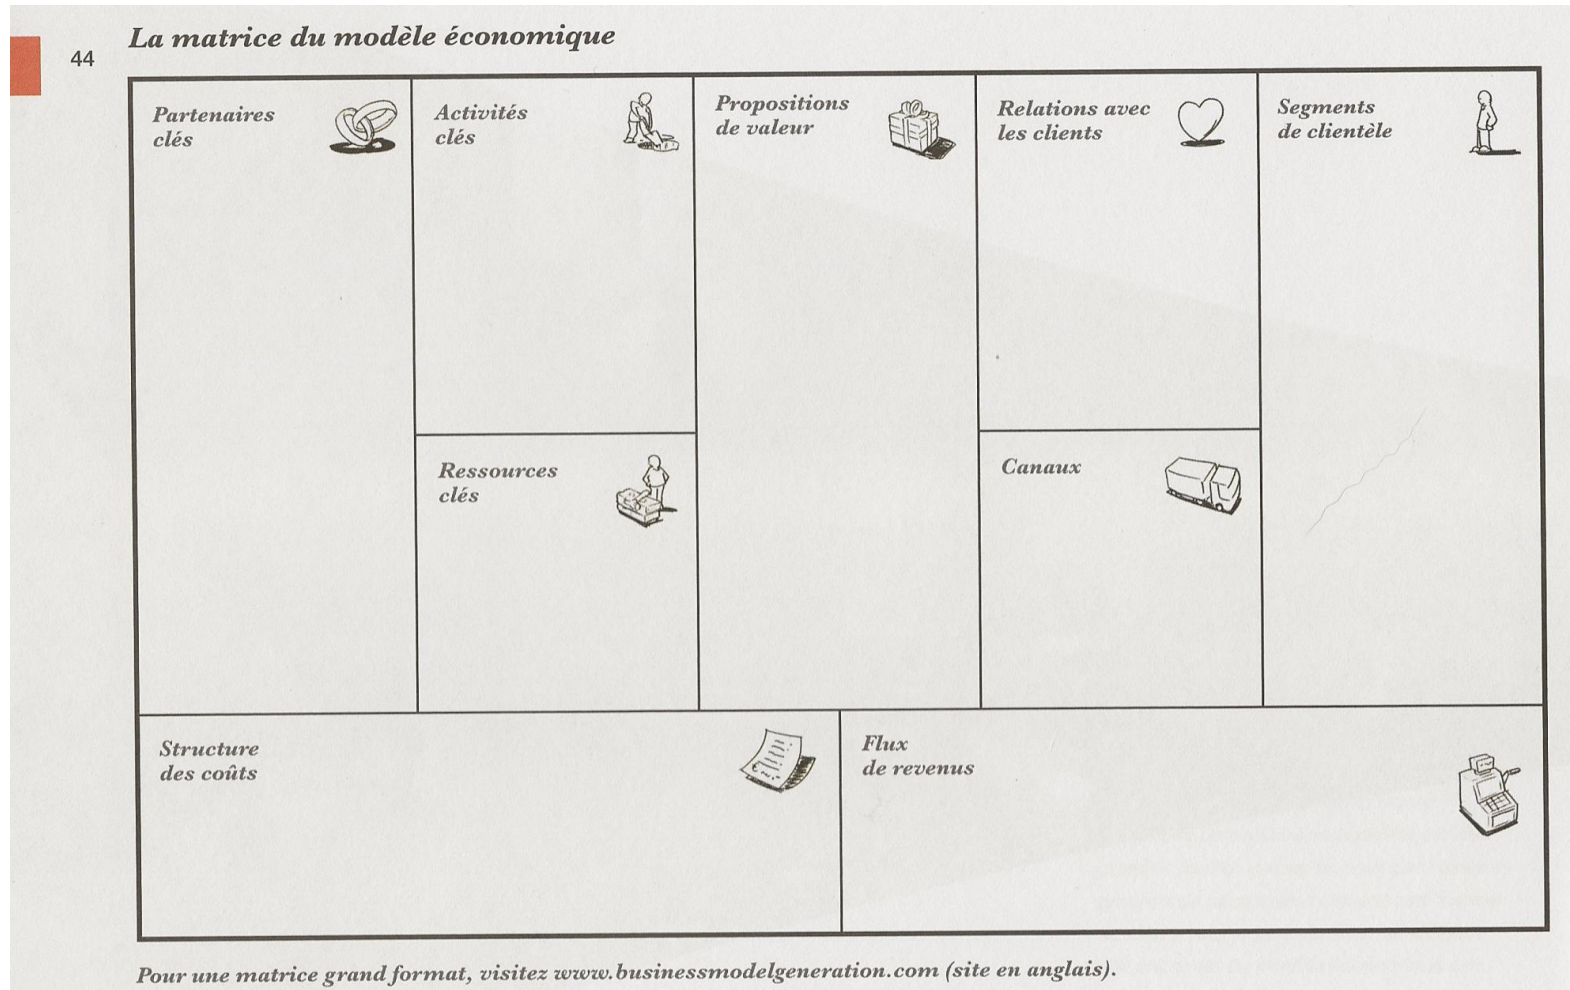 44
La matrice du modèle économique
Partenaires
clés
Activités
clés
Ressources
clés
Propositions
de valeur
Relations avec
les clients
Canaux
Segments
de clientèle
Structure
des coûts
Flux
de revenus
Pour une matrice grand format, visitez www.businessmodelgeneration.com (site en anglais).